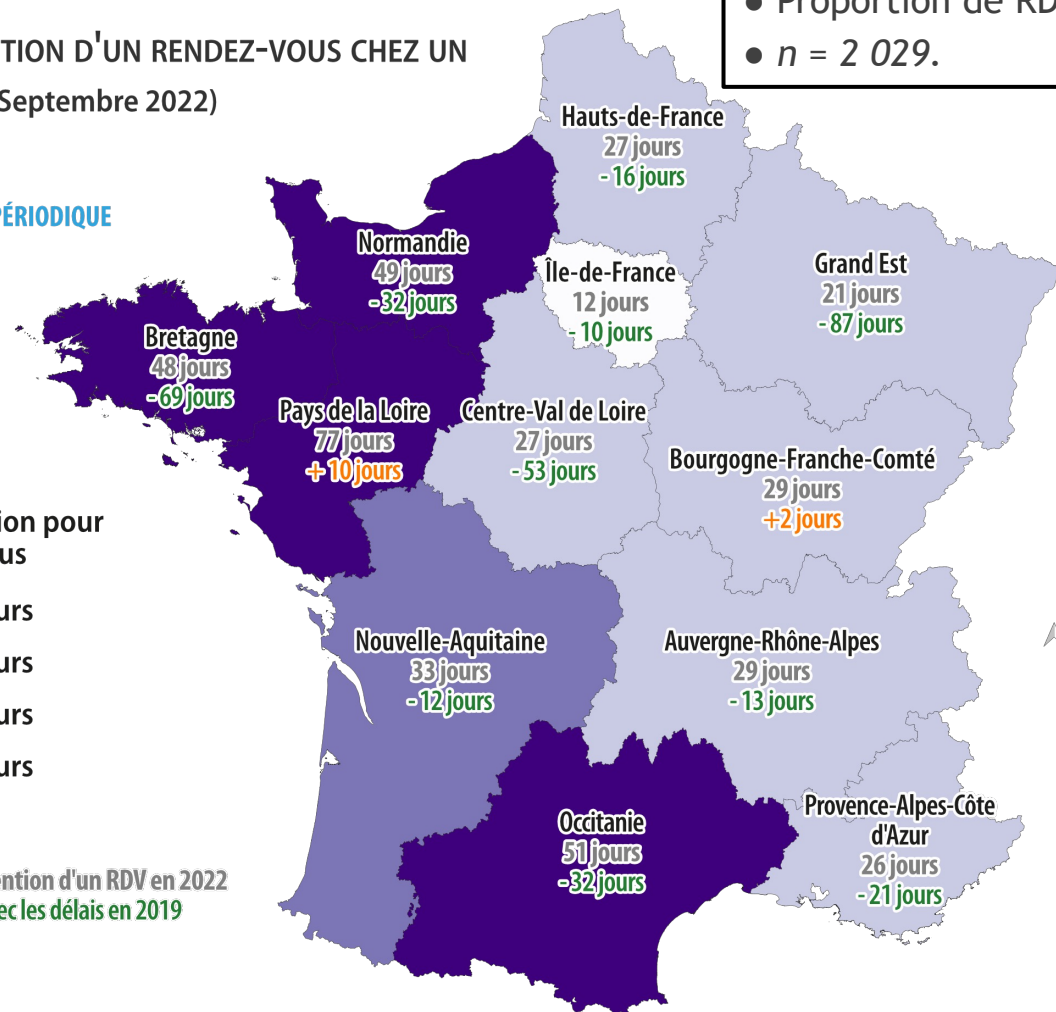 ● Proportion de RD
● n = 2 029.
TION D'UN RENDEZ-VOUS CHEZ UN
Septembre 2022)
PÉRIODIQUE
Hauts-de-France
27 jours
- 16 jours
Normandie
49 jours
- 32 jours
Île-de-France
12 jours
- 10 jours
Grand Est
21 jours
- 87 jours
Bretagne
48 jours
- 69 jours
Pays de la Loire
77 jours
+ 10 jours
Centre-Val de Loire
27 jours
- 53 jours
Bourgogne-Franche-Comté
29 jours
+2 jours
ion pour
us
urs
urs
urs
urs
Nouvelle-Aquitaine
33 jours
- 12 jours
Auvergne-Rhône-Alpes
29 jours
- 13 jours
Occitanie
51 jours
- 32 jours
Provence-Alpes-Côte
d'Azur
26 jours
- 21 jours
ention d'un RDV en 2022
ec les délais en 2019